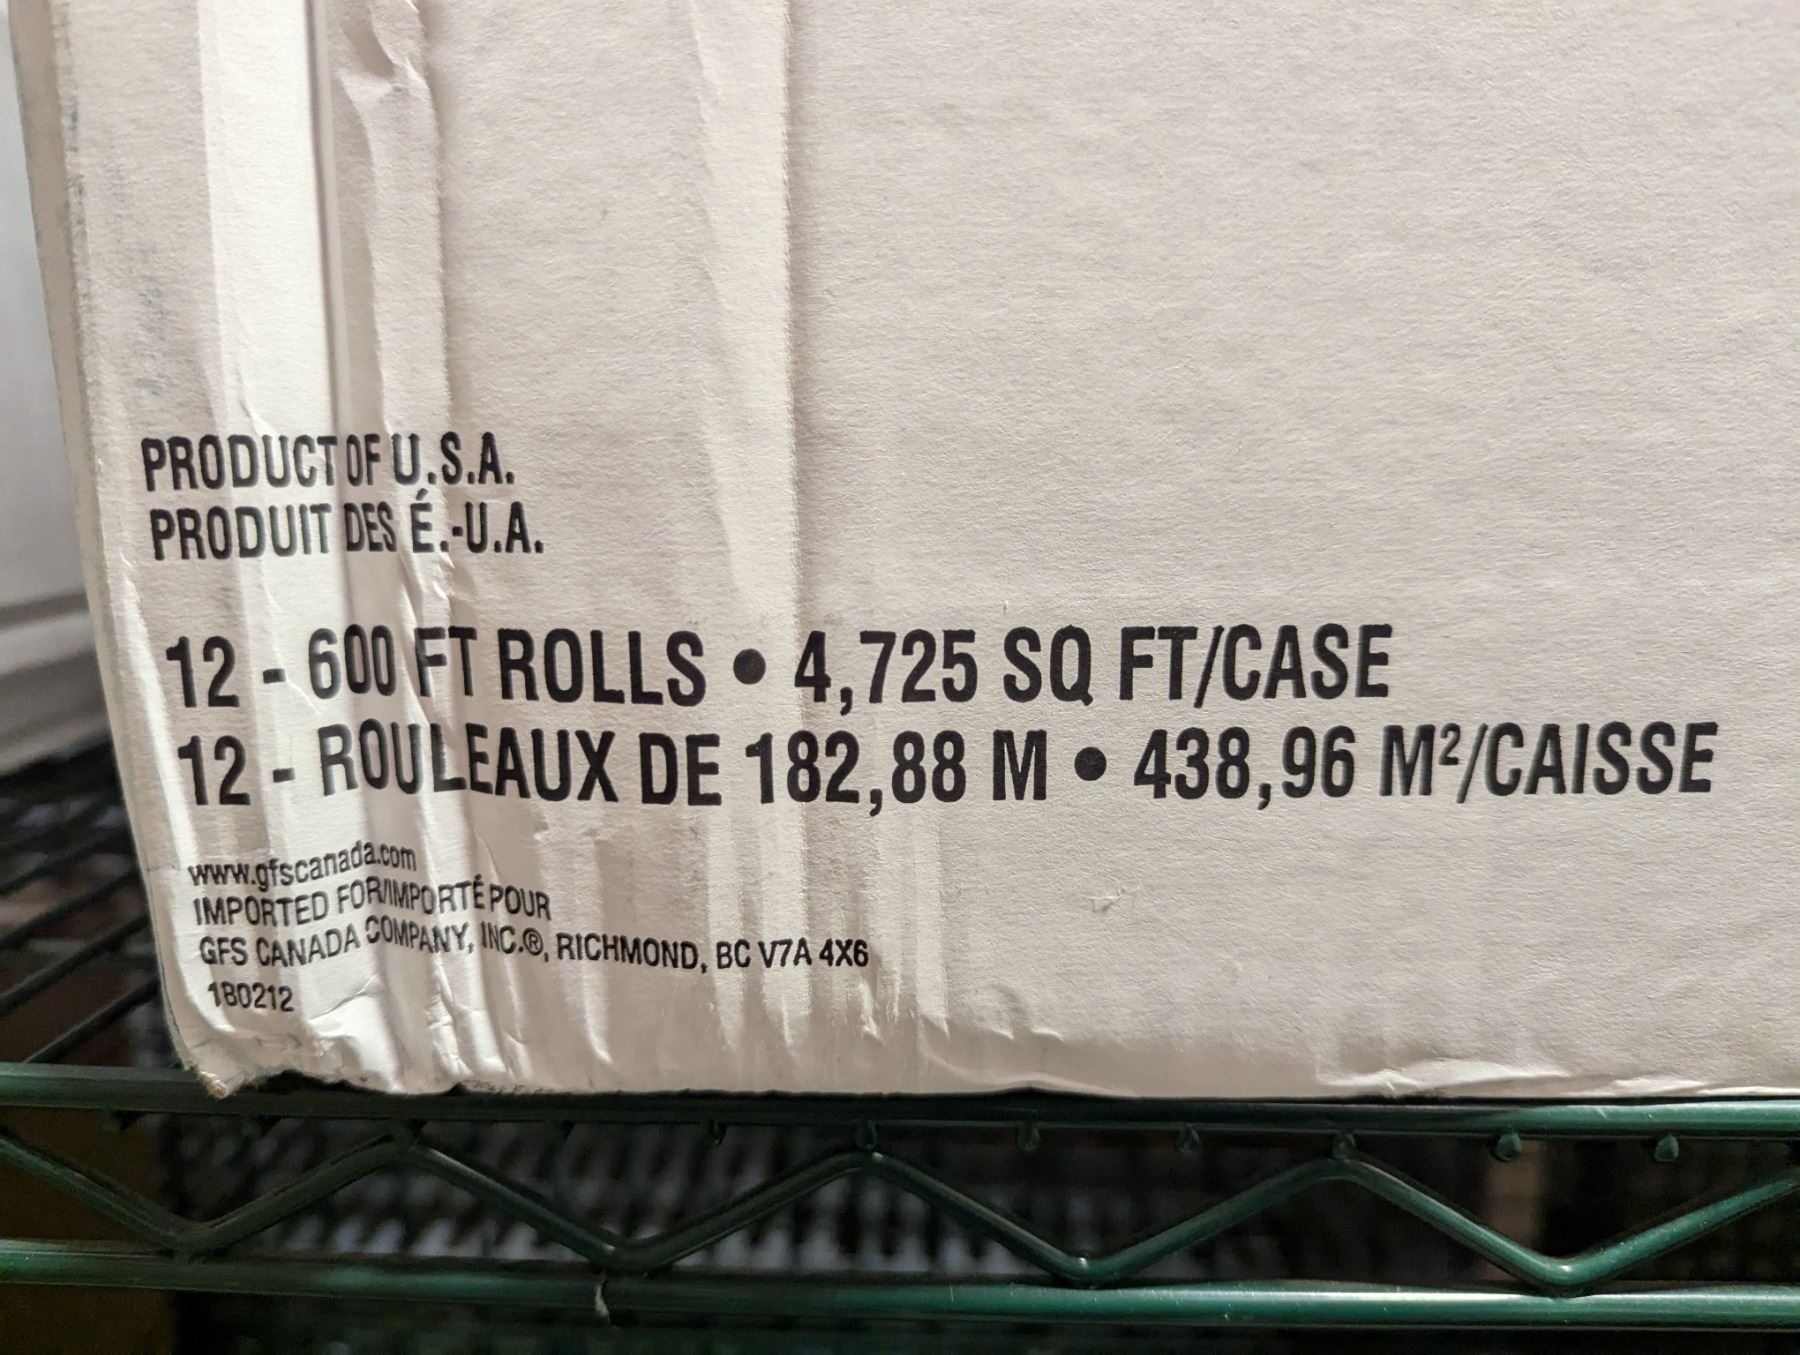 PRODUCT OF U.S.A.
PRODUIT DES É.-U.A.
12 - 600 FT ROLLS • 4,725 SQ FT/CASE
12 - ROULEAUX DE 182,88 M • 438,96 M²/CAISSE
www.gfscanada.com
IMPORTED FOR/IMPORTÉ POUR
GFS CANADA COMPANY, INC.®, RICHMOND, BC V7A 4X6
180212